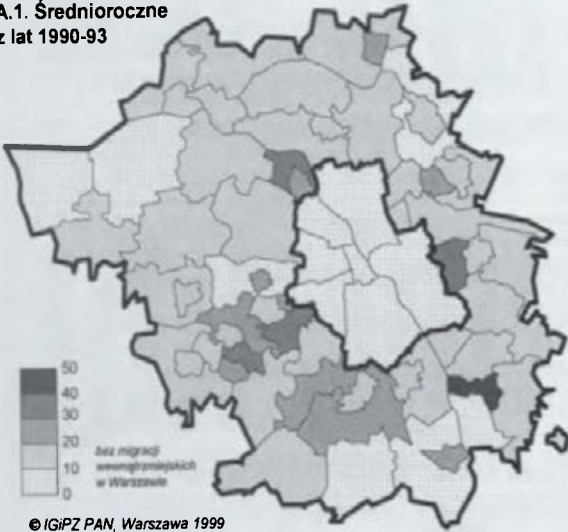 A.1. Średnioroczne
z lat 1990-93
50
40
30
20
10
0
bez migracji
wewnątrzmiejskich
w Warszawie
© IGiPZ PAN, Warszawa 1999